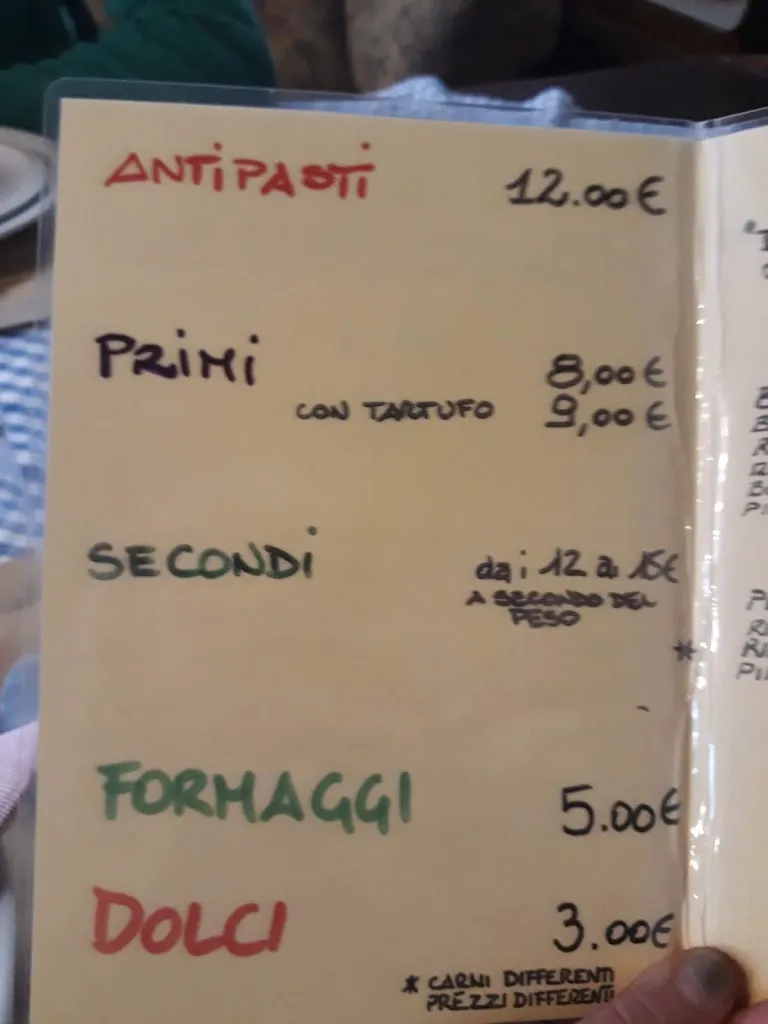 ANTIPASTI 12.00€
PRIMI 8,00€
CON TARTUFO 9,00€
SECONDI dai 12 a 15€
A SECONDO DEL
PESO
*
FORMAGGI 5.00€
DOLCI 3.00€
* CARNI DIFFERENTI
PREZZI DIFFERENTI